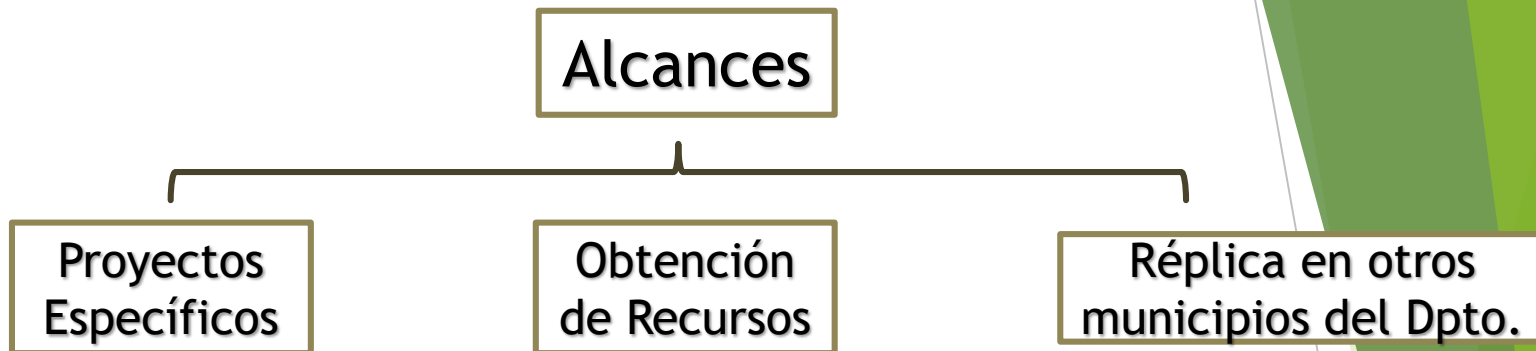 Alcances
Proyectos
Específicos
Obtención
de Recursos
Réplica en otros
municipios del Dpto.